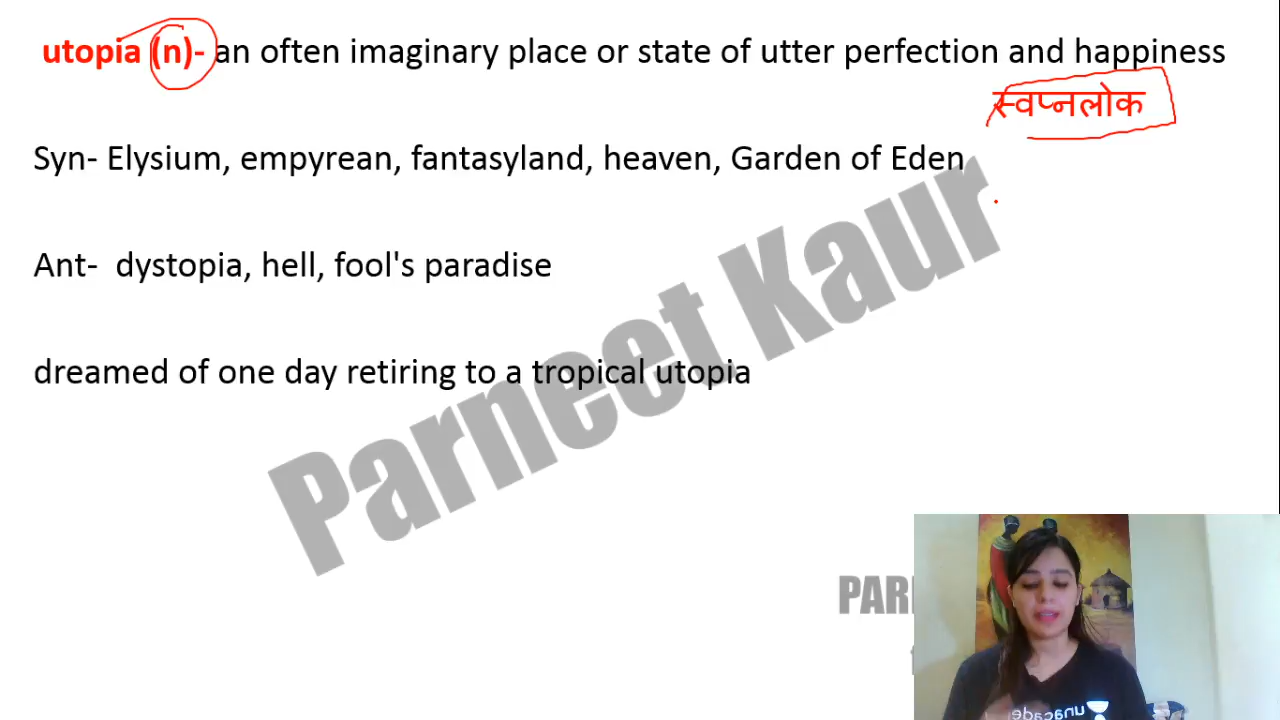 utopia (n)- an often imaginary place or state of utter perfection and happiness
स्वप्नलोक
Syn- Elysium, empyrean, fantasyland, heaven, Garden of Eden
Ant- dystopia, hell, fool's paradise
dreamed of one day retiring to a tropical utopia
Parneet Kaur